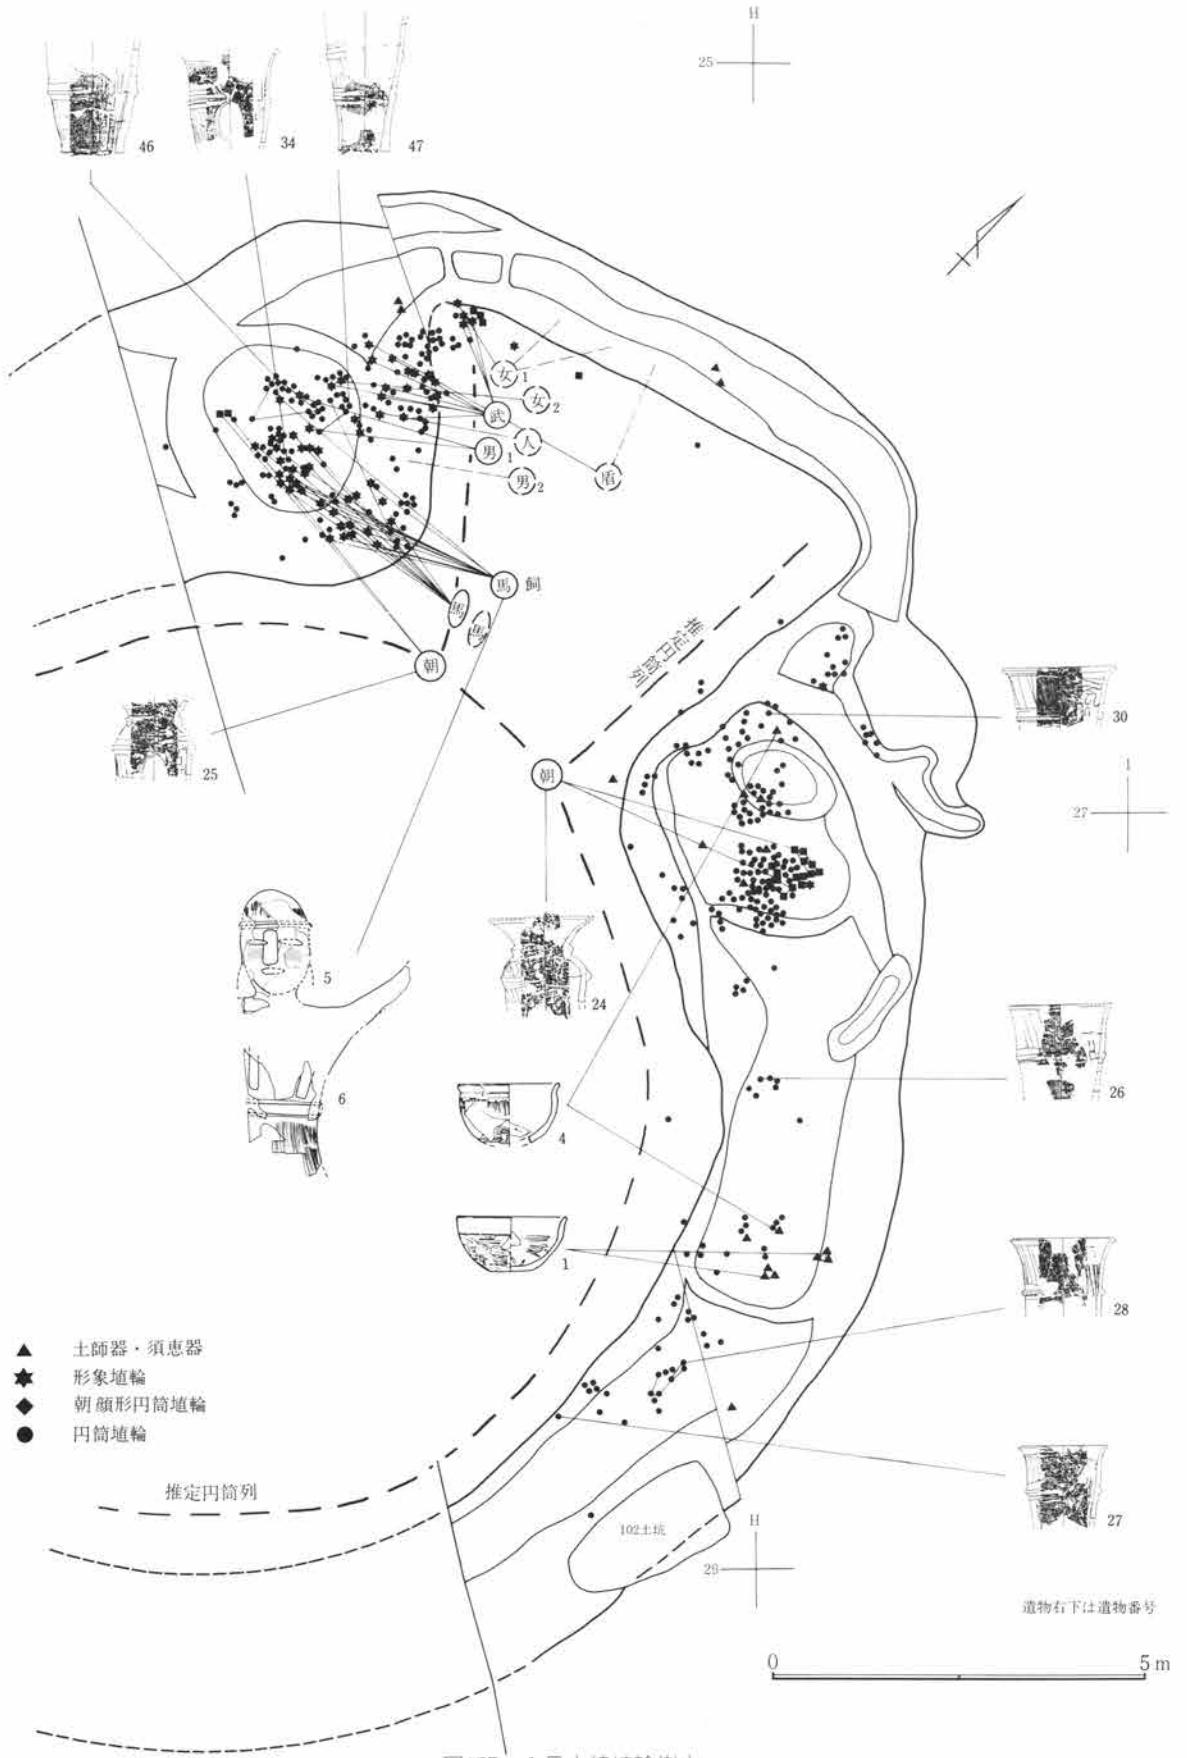 H
25
46
34
47
女1
女2
武
人
男1
盾
男2
馬 飼
馬
馬
朝
推定円筒列
25
30
朝
1
27
5
24
6
26
4
1
28
▲ 土師器・須恵器
形象埴輪
◆ 朝顔形円筒埴輪
● 円筒埴輪
推定円筒列
27
102土坑
H
29
遺物右下は遺物番号
0 5m